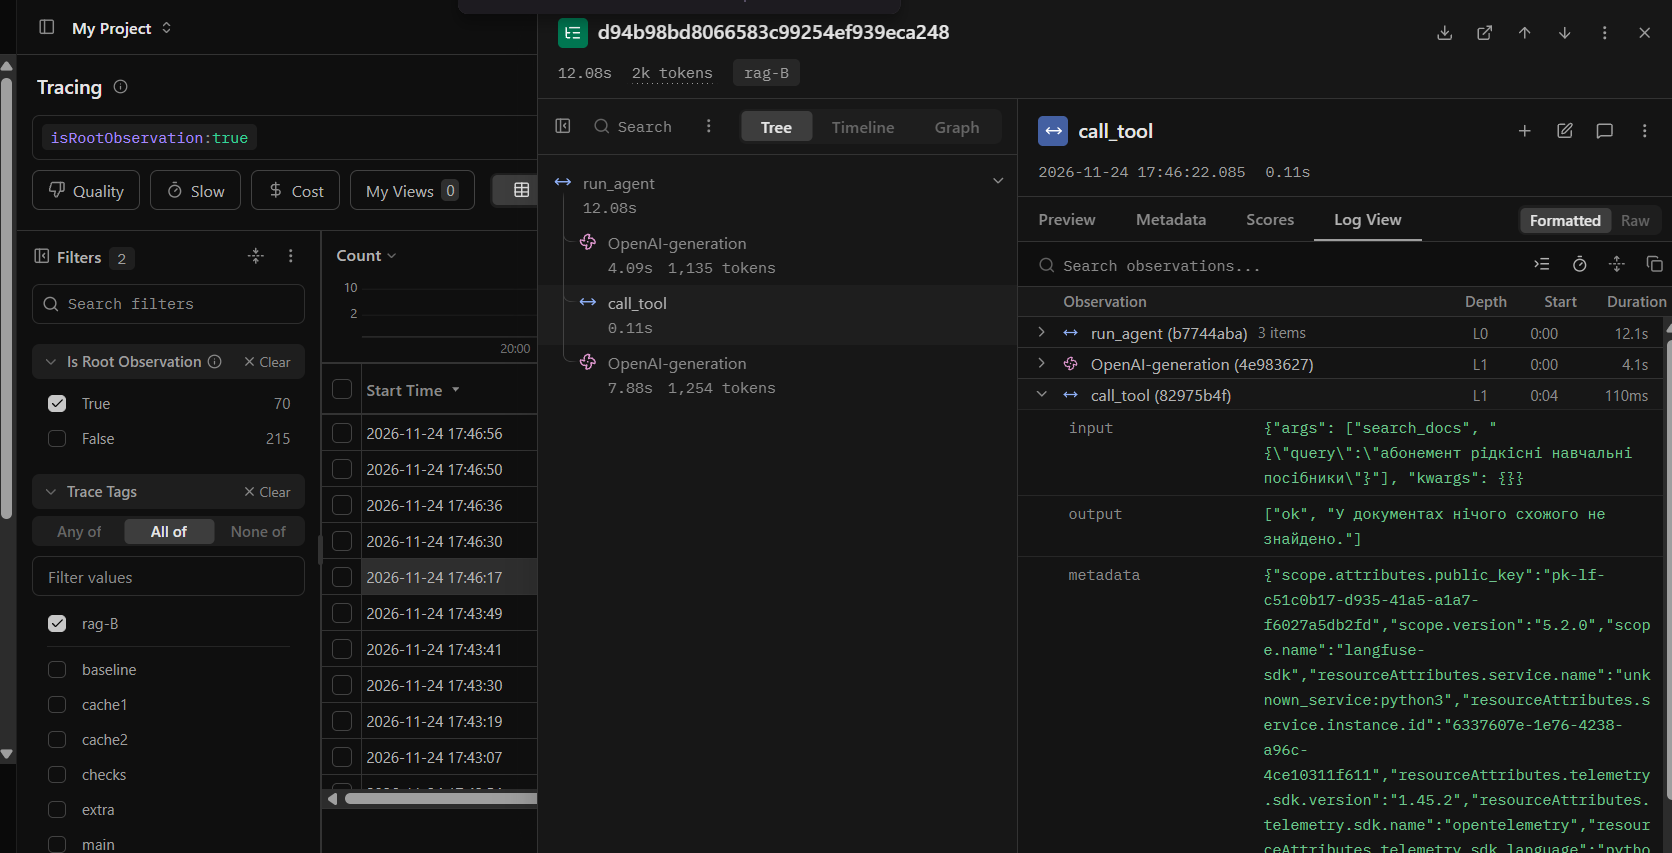 My Project
Tracing
isRootObservation:true
Quality
Slow
Cost
My Views 0
Filters 2
Search filters
Is Root Observation
Clear
True 70
False 215
Trace Tags
Clear
Any of
All of
None of
Filter values
rag-B
baseline
cache1
cache2
checks
extra
main
Count
10
2
20:00
Start Time
2026-11-24 17:46:56
2026-11-24 17:46:50
2026-11-24 17:46:36
2026-11-24 17:46:30
2026-11-24 17:46:17
2026-11-24 17:43:49
2026-11-24 17:43:41
2026-11-24 17:43:30
2026-11-24 17:43:19
2026-11-24 17:43:07
d94b98bd8066583c99254ef939eca248
12.08s 2k tokens rag-B
Search
Tree
Timeline
Graph
run_agent
12.08s
OpenAI-generation
4.09s 1,135 tokens
call_tool
0.11s
OpenAI-generation
7.88s 1,254 tokens
call_tool
2026-11-24 17:46:22.085 0.11s
Preview
Metadata
Scores
Log View
Formatted
Raw
Search observations...
Observation Depth Start Duration
run_agent (b7744aba) 3 items L0 0:00 12.1s
OpenAI-generation (4e983627) L1 0:00 4.1s
call_tool (82975b4f) L1 0:04 110ms
input
{"args": ["search_docs", "
{\"query\":\"абонемент рідкісні навчальні
посібники\"}"], "kwargs": {}}
output
["ok", "У документах нічого схожого не
знайдено."]
metadata
{"scope.attributes.public_key":"pk-lf-
c51c0b17-d935-41a5-a1a7-
f6027a5db2fd","scope.version":"5.2.0","scop
e.name":"langfuse-
sdk","resourceAttributes.service.name":"unk
nown_service:python3","resourceAttributes.s
ervice.instance.id":"6337607e-1e76-4238-
a96c-
4ce10311f611","resourceAttributes.telemetry
.sdk.version":"1.45.2","resourceAttributes.
telemetry.sdk.name":"opentelemetry","resour
ceAttributes.telemetry.sdk.language":"pytho